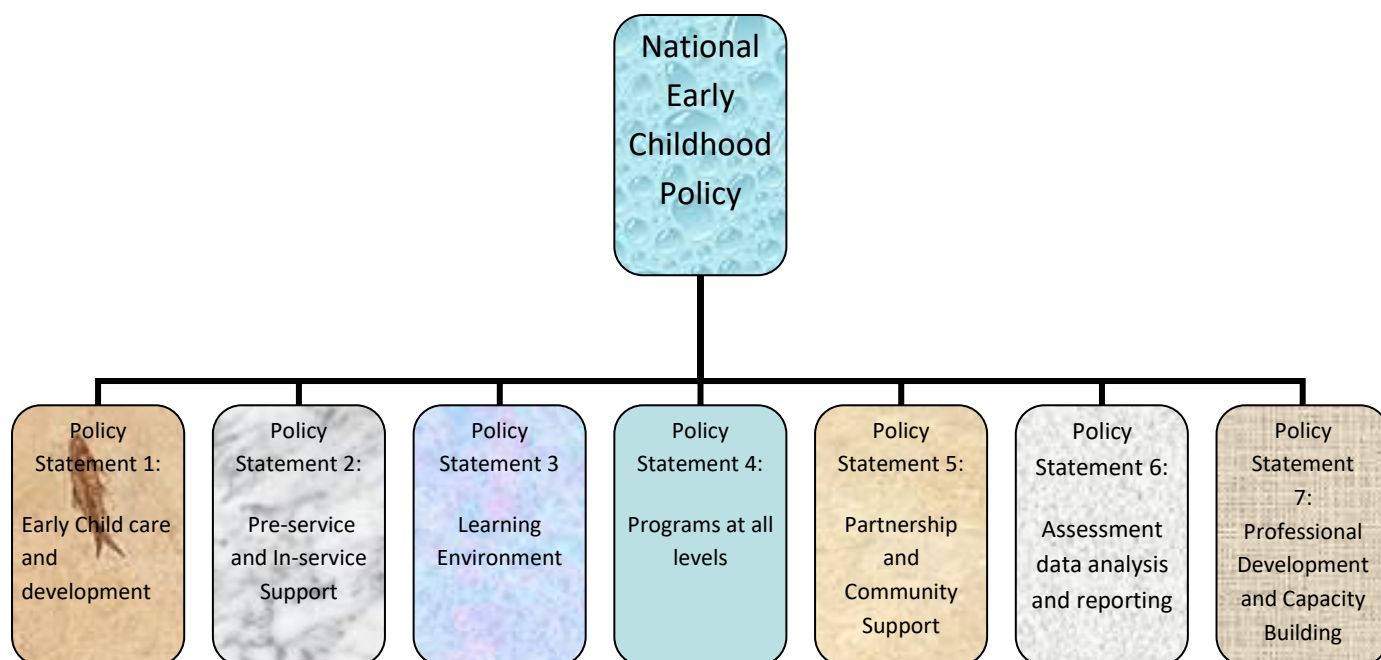 National
Early
Childhood
Policy
Policy
Statement 1:
Early Child care
and
development
Policy
Statement 2:
Pre-service
and In-service
Support
Policy
Statement 3
Learning
Environment
Policy
Statement 4:
Programs at all
levels
Policy
Statement 5:
Partnership
and
Community
Support
Policy
Statement 6:
Assessment
data analysis
and reporting
Policy
Statement
7:
Professional
Development
and Capacity
Building